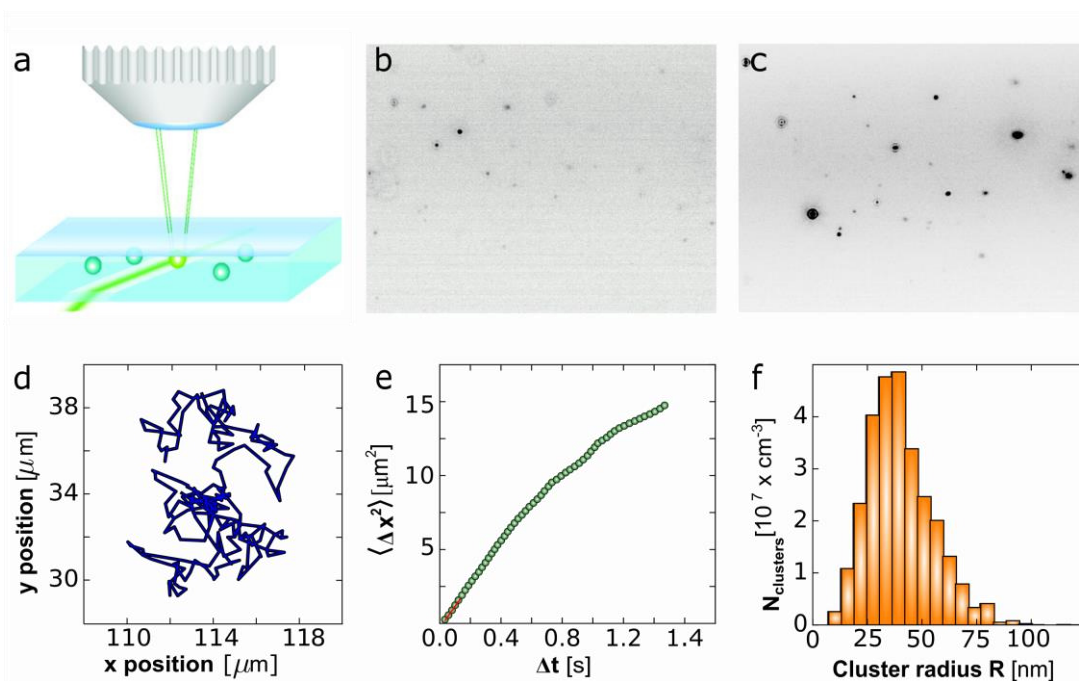 a
b
c
d
38
34
30
y position [μm]
110 114 118
x position [μm]
e
15
10
5
⟨Δx²⟩ [μm²]
0.0 0.4 0.8 1.2 1.4
Δt [s]
f
4
3
2
1
0
N_clusters [10⁷ x cm⁻³]
0 25 50 75 100
Cluster radius R [nm]